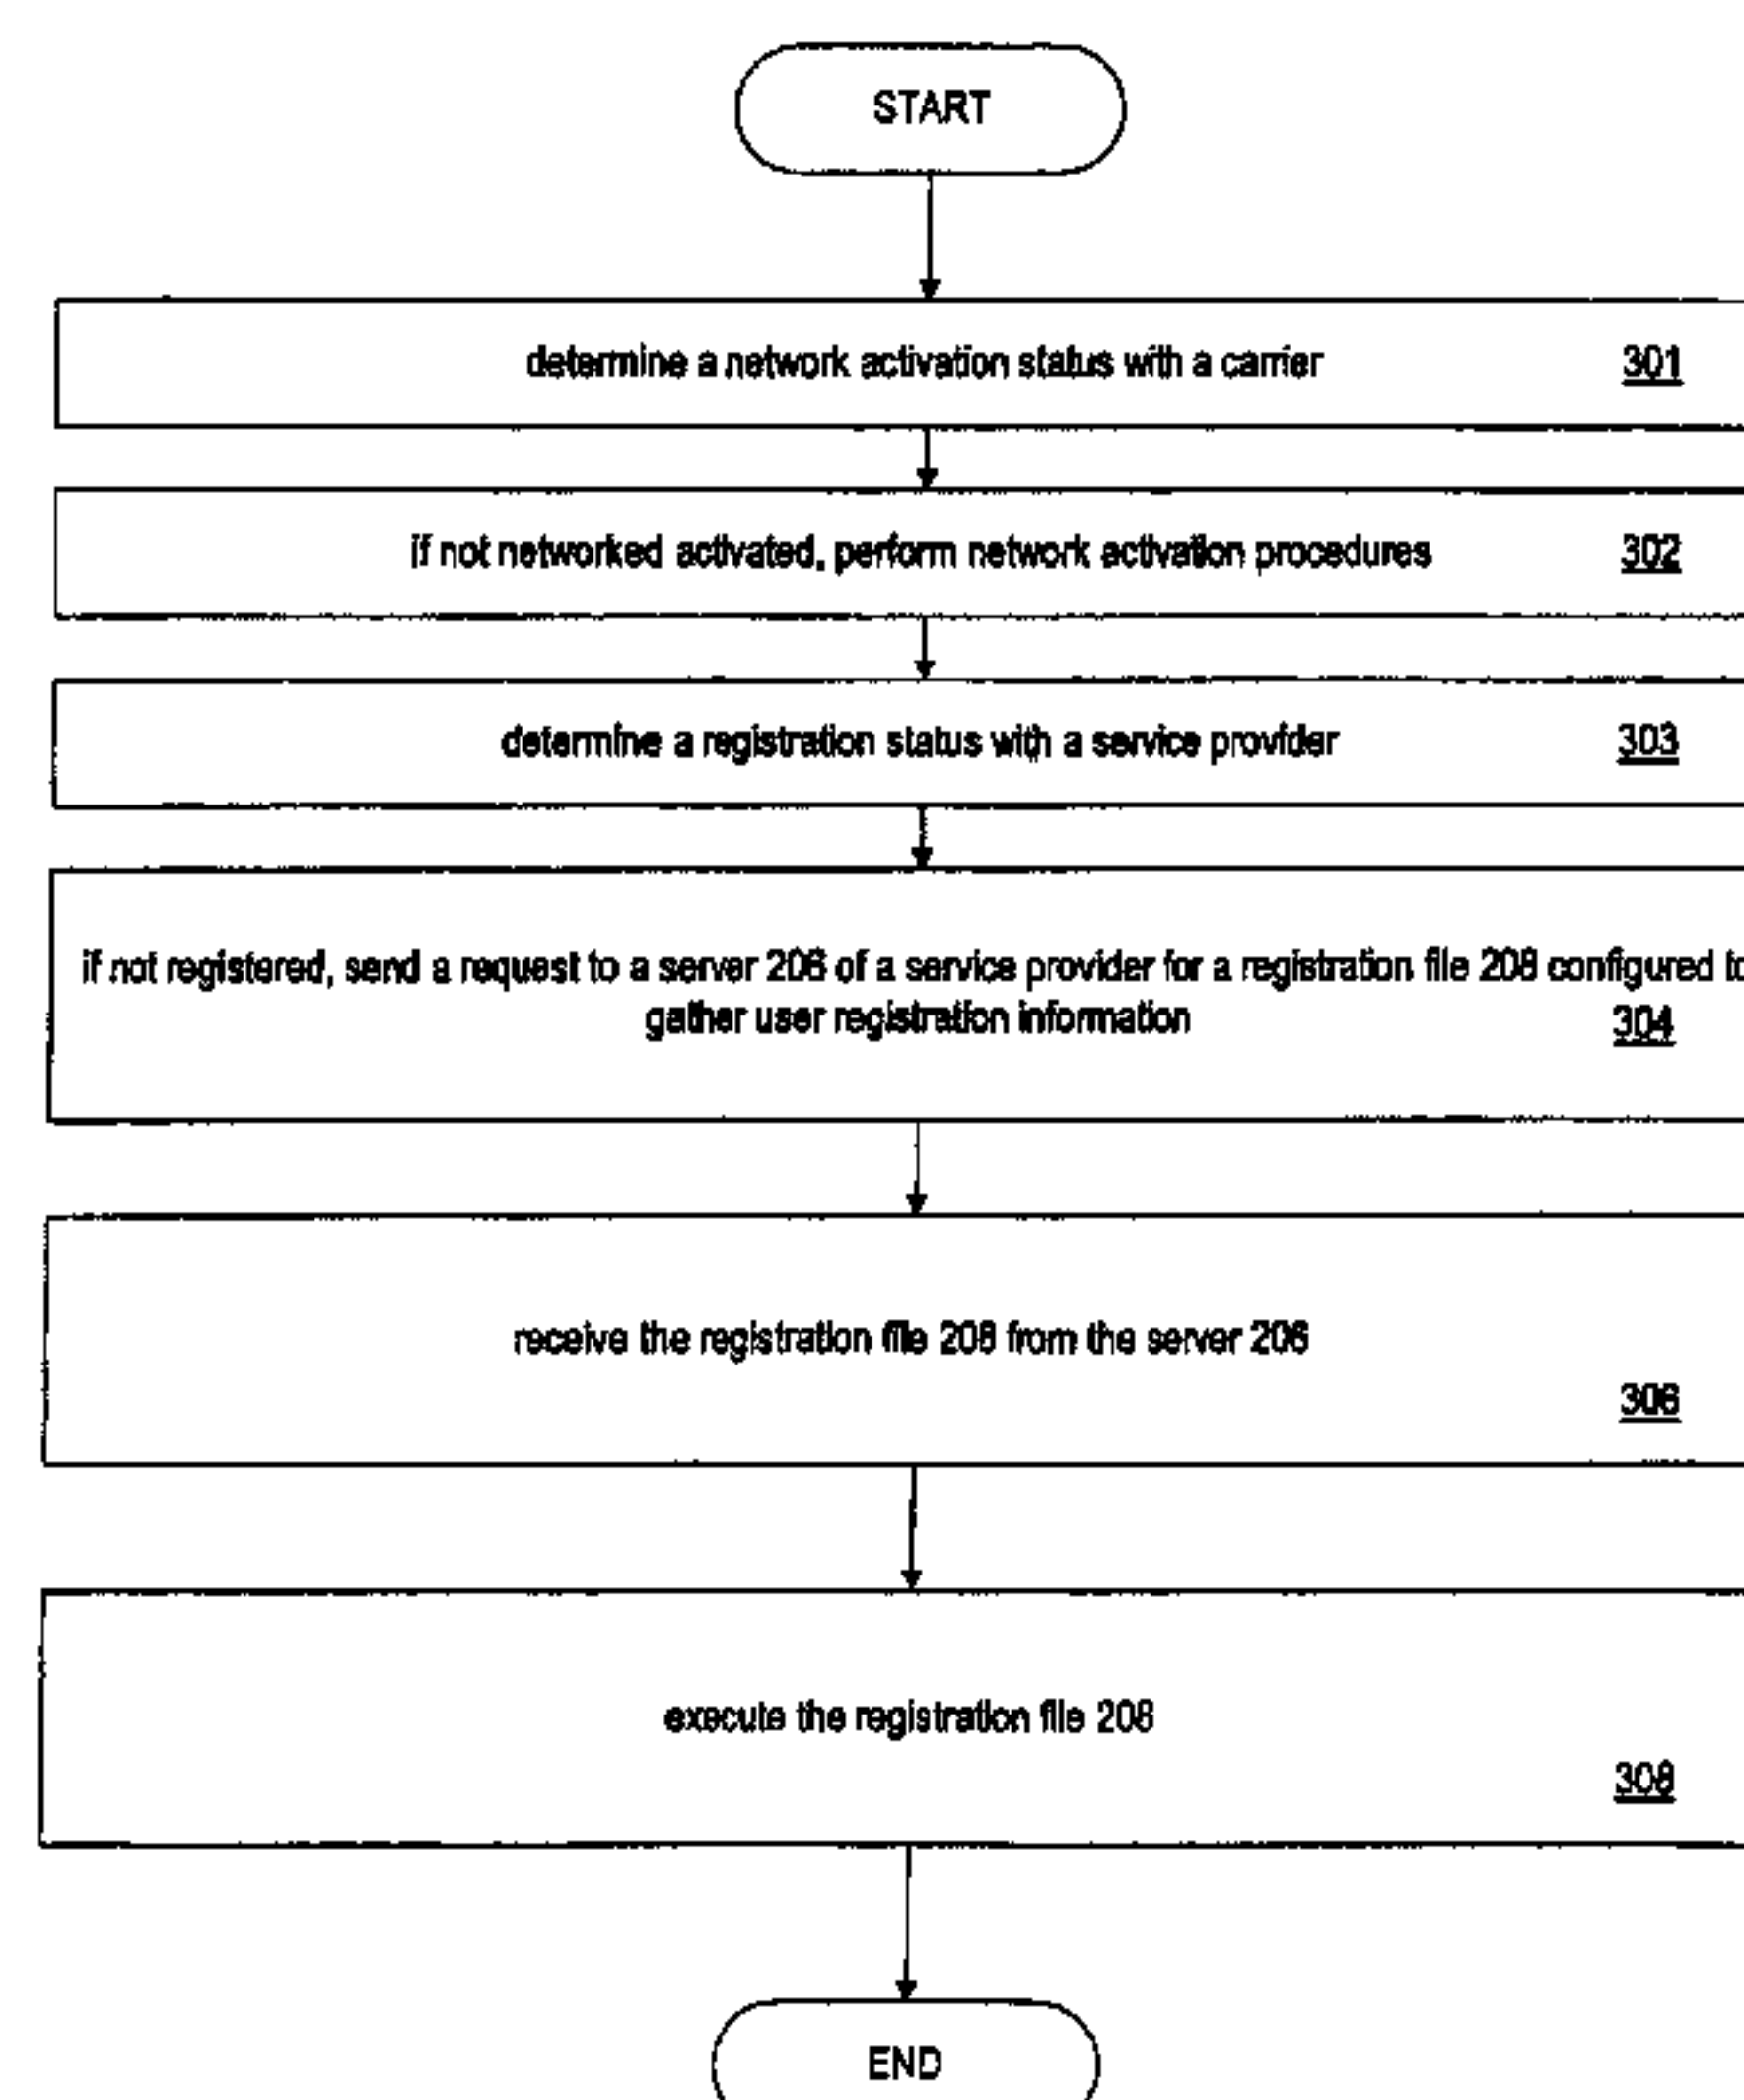 START
determine a network activation status with a carrier 301
if not networked activated, perform network activation procedures 302
determine a registration status with a service provider 303
if not registered, send a request to a server 206 of a service provider for a registration file 208 configured to
gather user registration information 304
receive the registration file 208 from the server 206
306
execute the registration file 208
308
END